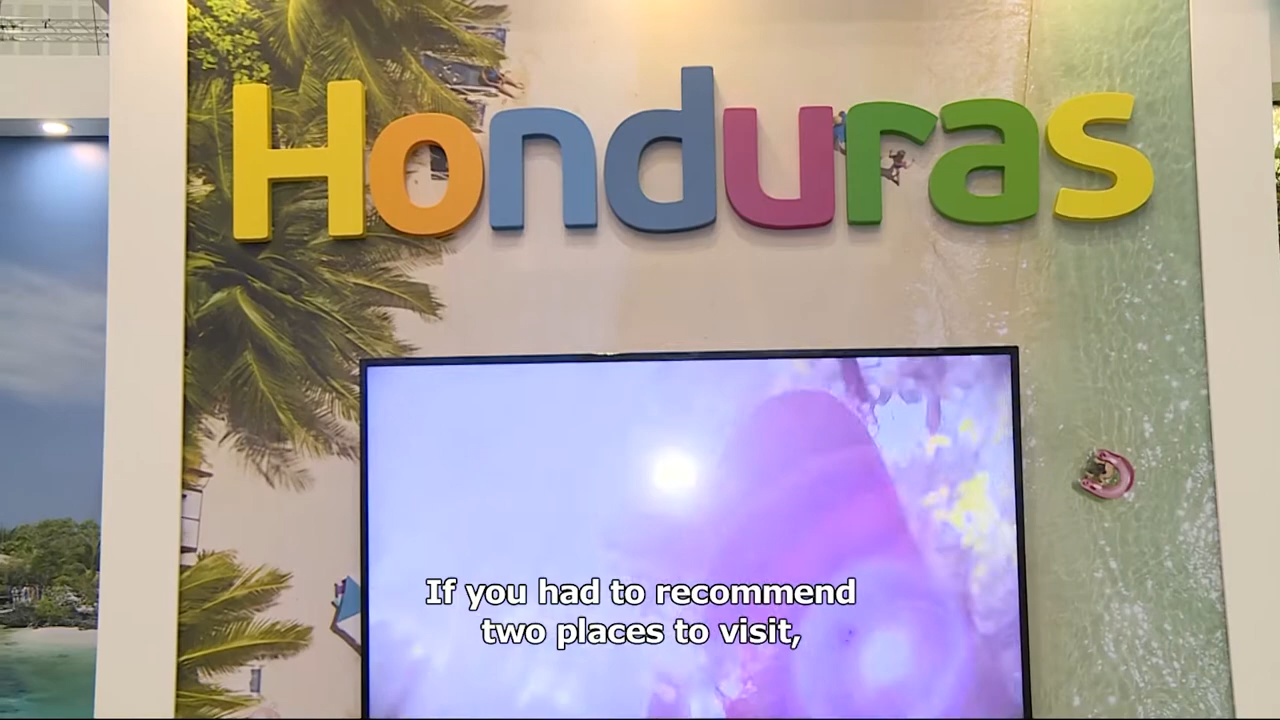 Honduras
If you had to recommend
two places to visit,